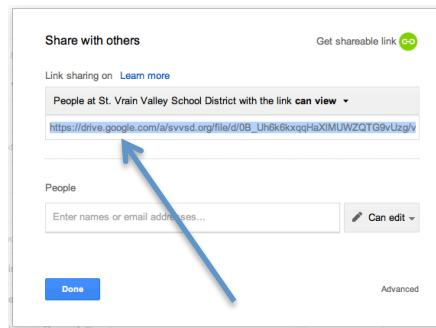 Share with others
Get shareable link
Link sharing on Learn more
People at St. Vrain Valley School District with the link can view
https://drive.google.com/a/svvsd.org/file/d/0B_Uh6k6kxqqHaXlMUWZQTG9vUzg/v
People
Enter names or email addresses...
Can edit
Done
Advanced